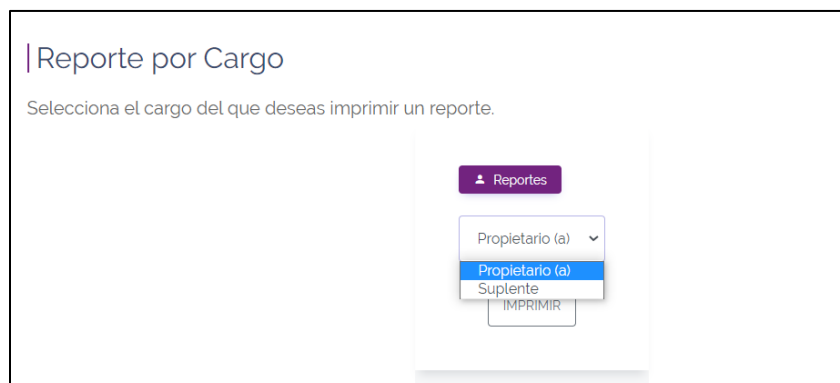 Reporte por Cargo
Selecciona el cargo del que deseas imprimir un reporte.
Reportes
Propietario (a)
Propietario (a)
Suplente
IMPRIMIR